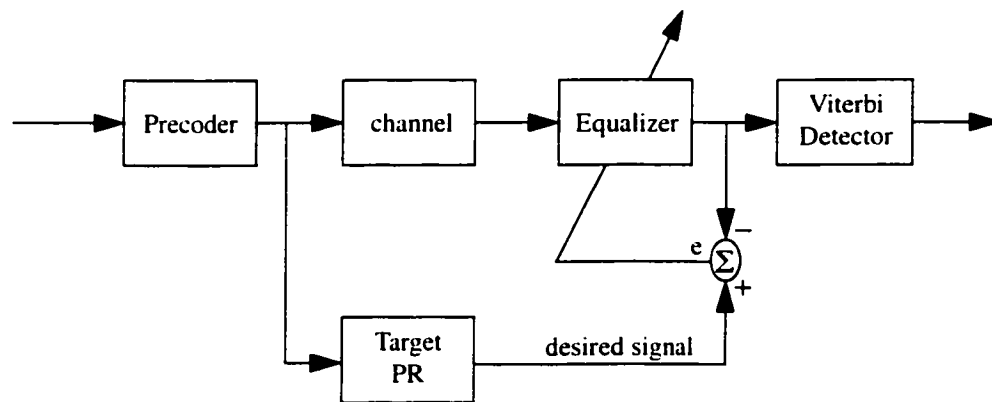 Precoder
channel
Equalizer
Viterbi
Detector
−
e
Σ
+
Target
PR
desired signal